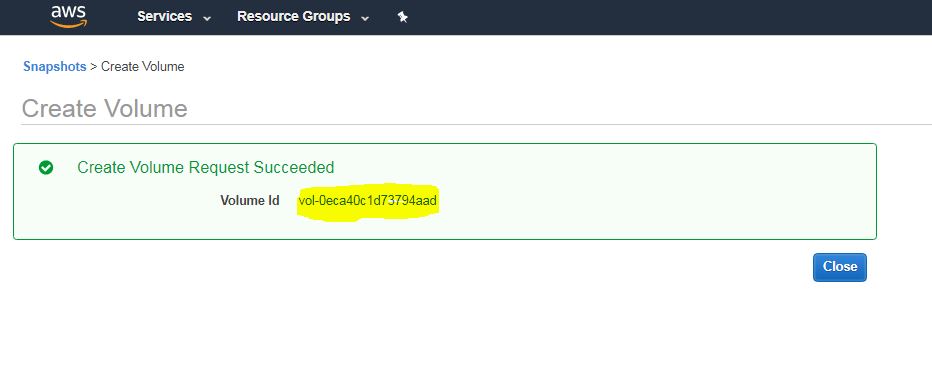 aws Services Resource Groups
Snapshots > Create Volume
Create Volume
Create Volume Request Succeeded
Volume Id vol-0eca40c1d73794aad
Close